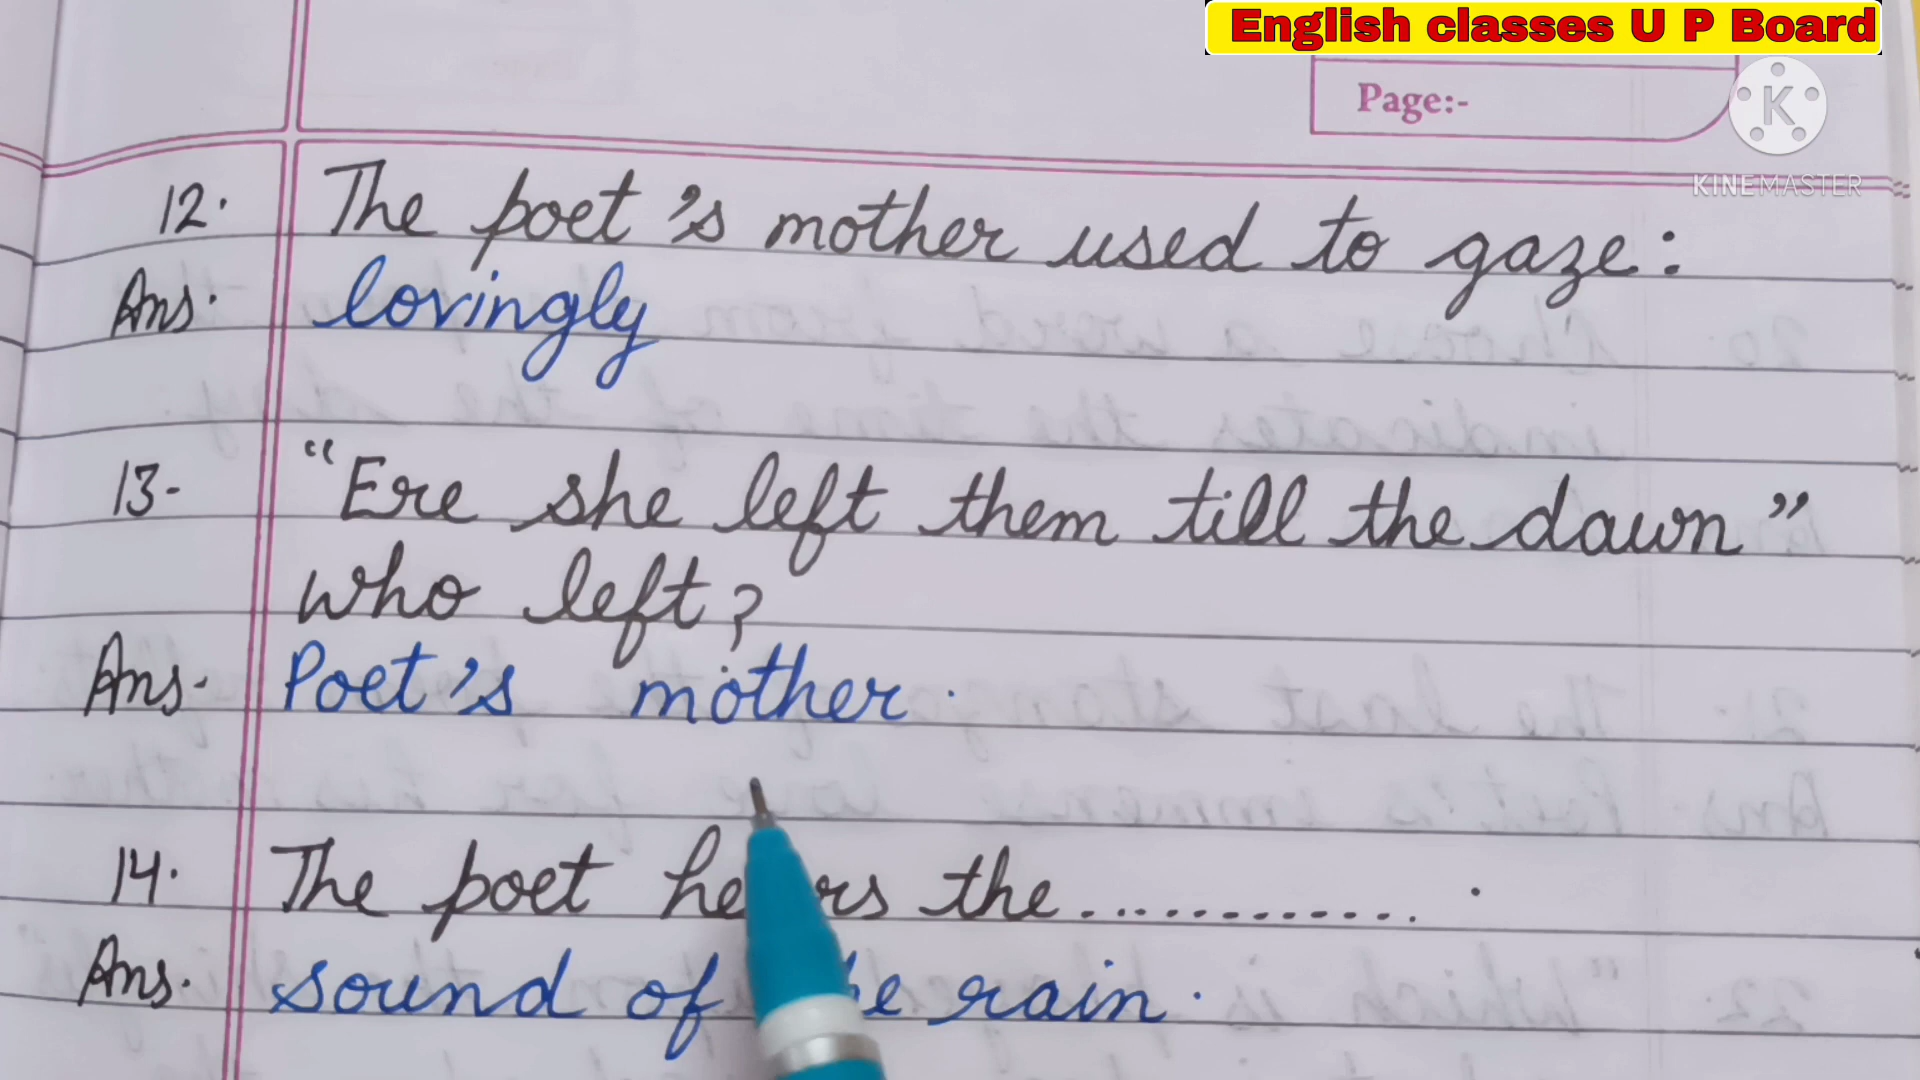 English classes U P Board
Page:-
KINEMASTER
12. The poet's mother used to gaze:
Ans. lovingly
13- "Ere she left them till the dawn"
who left?
Ans. Poet's mother.
14. The poet hears the ............. .
Ans. sound of the rain.